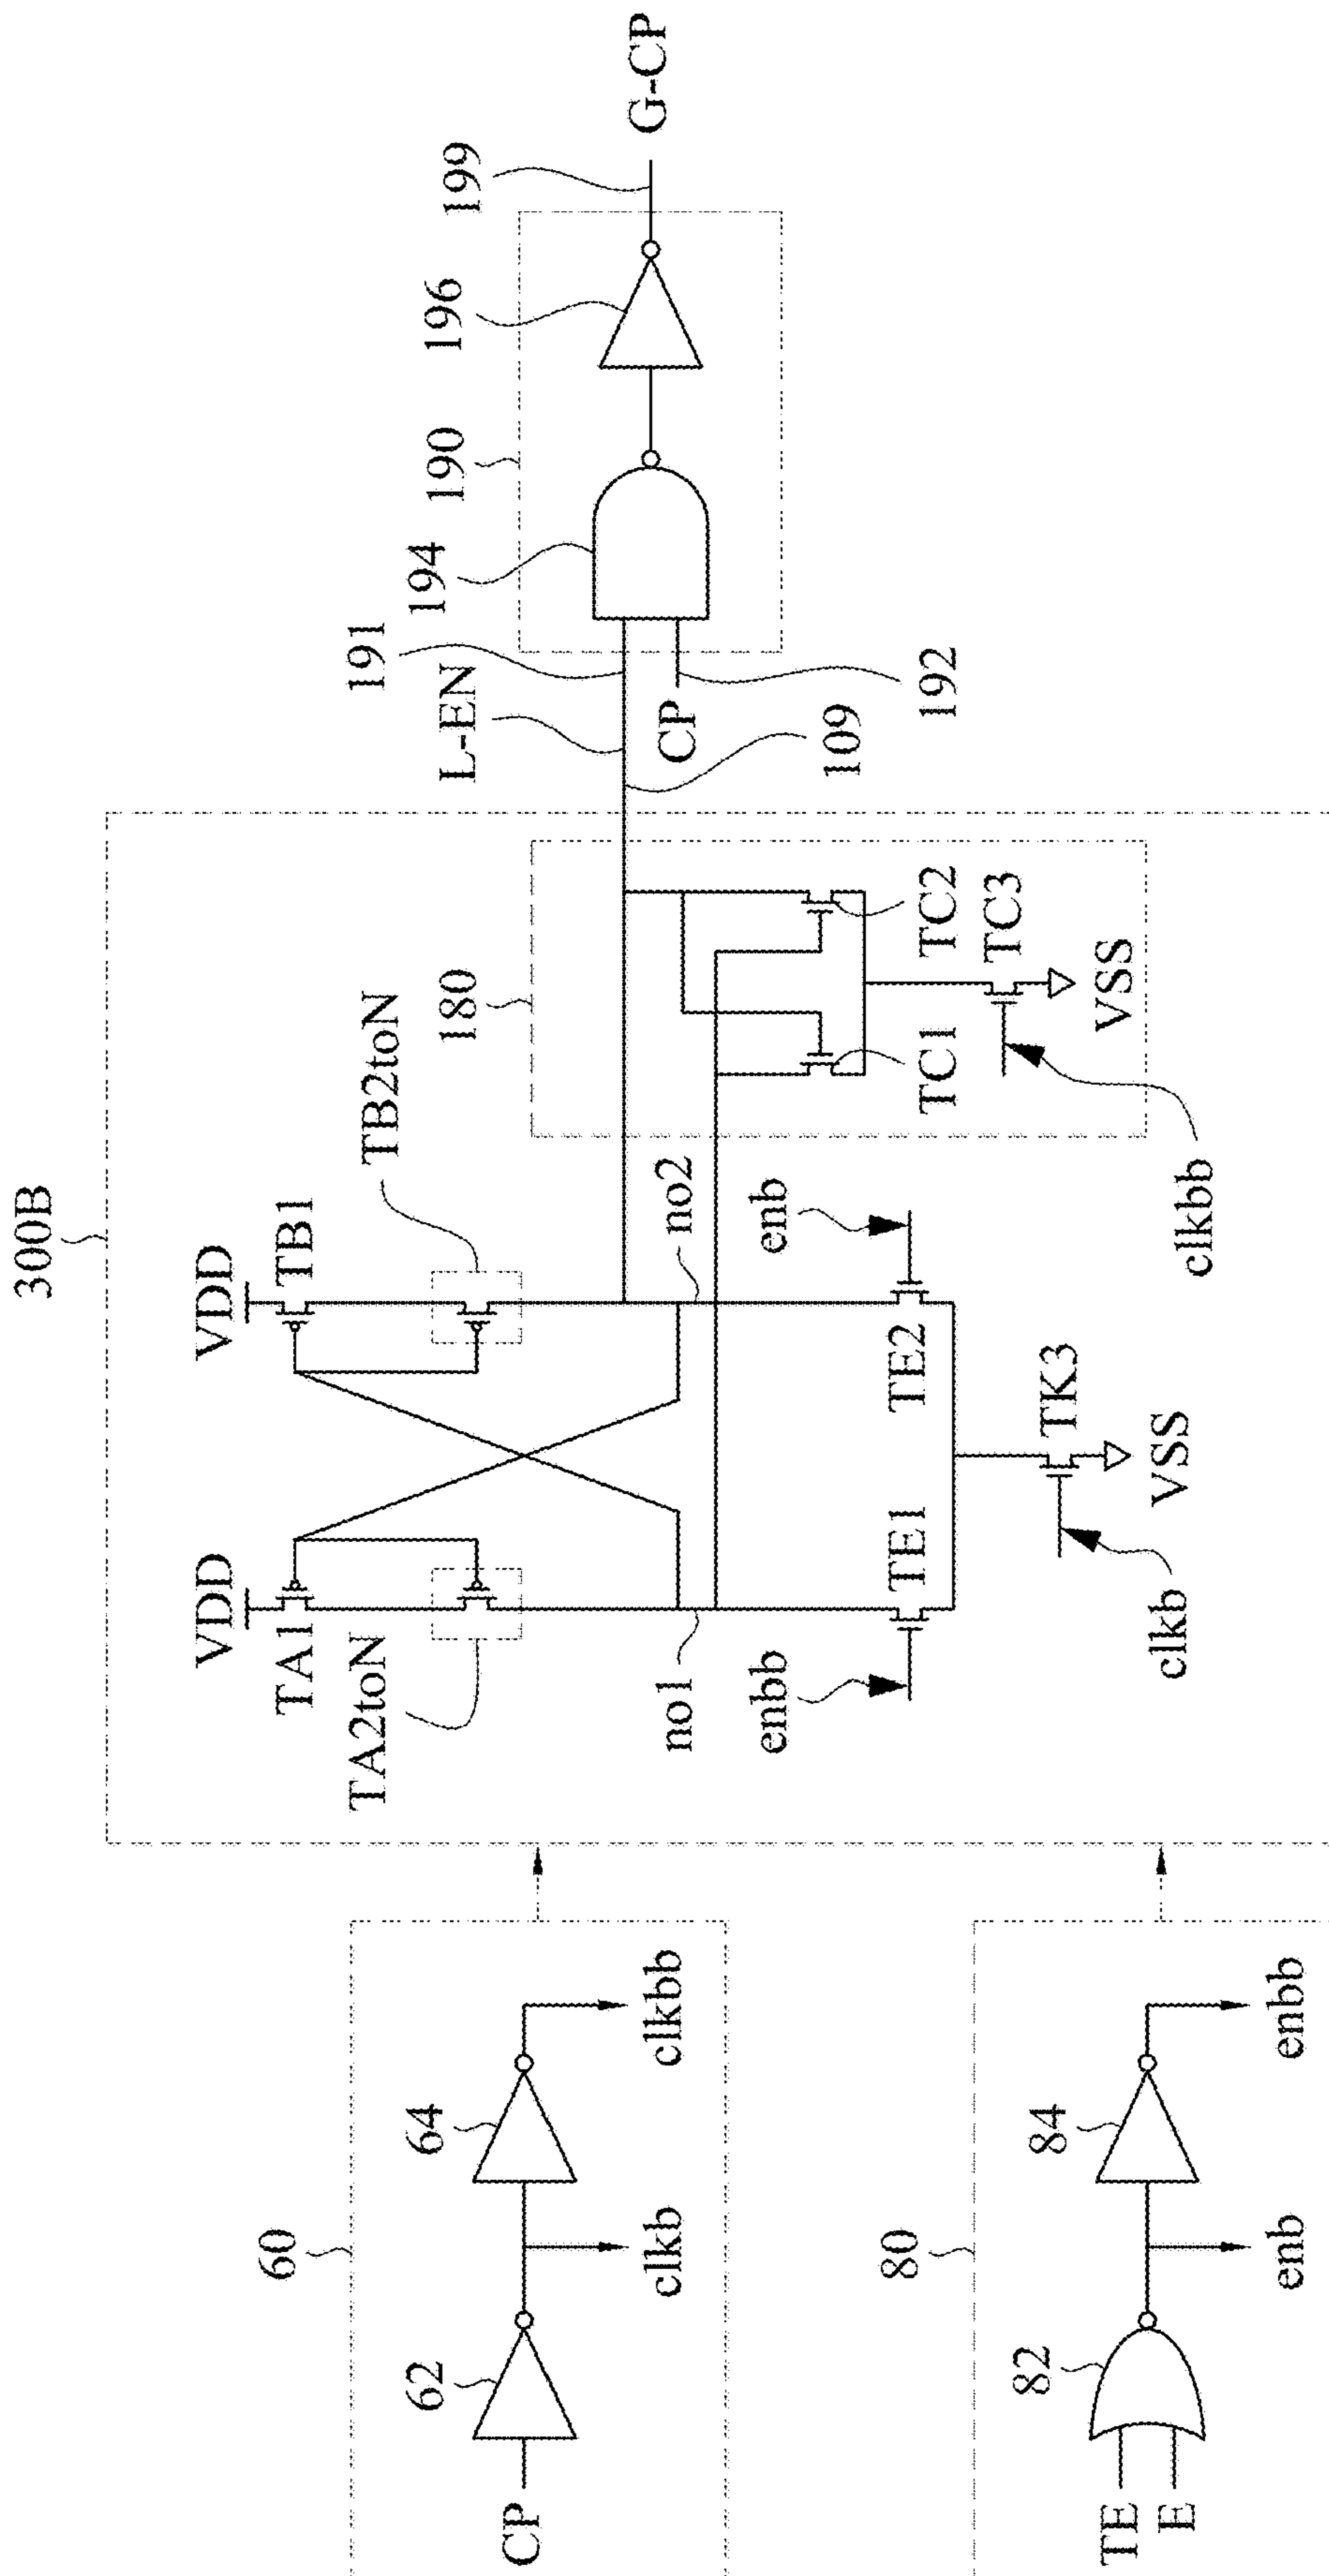 300B
VDD
VDD
TA1
TB1
TA2toN
TB2toN
no1
no2
enbb
enb
TE1
TE2
TK3
clkb
VSS
180
TC1
TC2
TC3
clkbb
VSS
109
L-EN
191
CP
192
194
190
196
199
G-CP
60
CP
62
64
clkb
clkbb
80
TE
E
82
84
enb
enbb